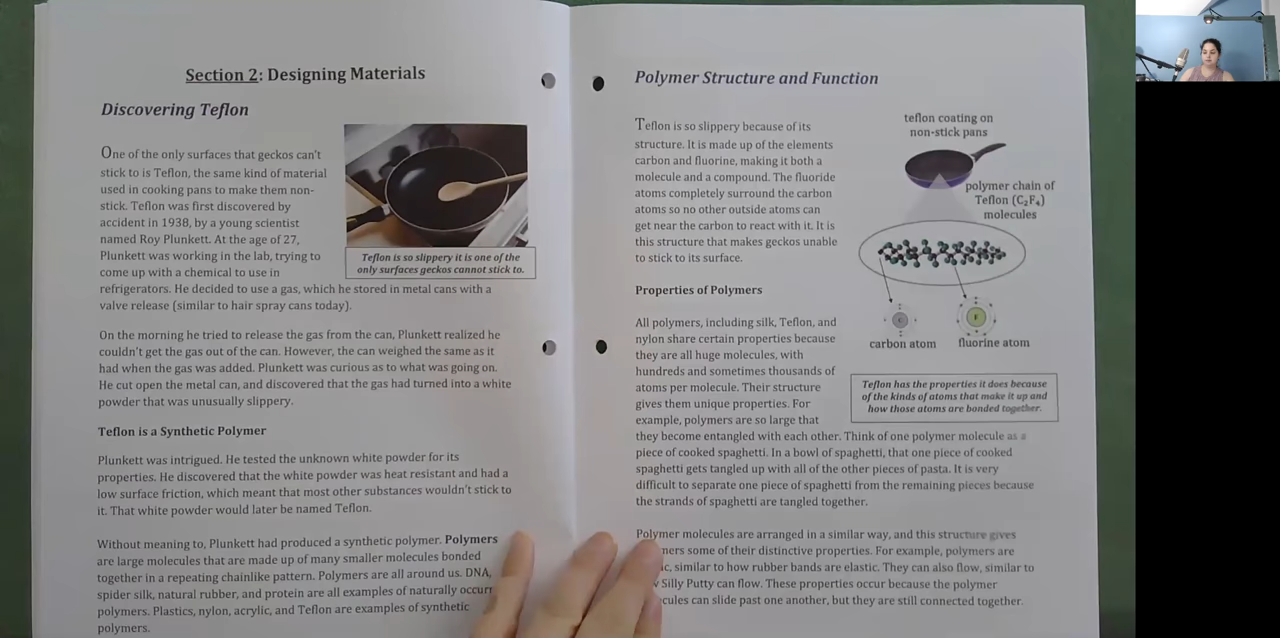 Section 2: Designing Materials
Discovering Teflon
One of the only surfaces that geckos can't
stick to is Teflon, the same kind of material
used in cooking pans to make them non-
stick. Teflon was first discovered by
accident in 1938, by a young scientist
named Roy Plunkett. At the age of 27,
Plunkett was working in the lab, trying to
come up with a chemical to use in
refrigerators. He decided to use a gas, which he stored in metal cans with a
valve release (similar to hair spray cans today).
Teflon is so slippery it is one of the
only surfaces geckos cannot stick to.
On the morning he tried to release the gas from the can, Plunkett realized he
couldn't get the gas out of the can. However, the can weighed the same as it
had when the gas was added. Plunkett was curious as to what was going on.
He cut open the metal can, and discovered that the gas had turned into a white
powder that was unusually slippery.
Teflon is a Synthetic Polymer
Plunkett was intrigued. He tested the unknown white powder for its
properties. He discovered that the white powder was heat resistant and had a
low surface friction, which meant that most other substances wouldn't stick to
it. That white powder would later be named Teflon.
Without meaning to, Plunkett had produced a synthetic polymer. Polymers
are large molecules that are made up of many smaller molecules bonded
together in a repeating chainlike pattern. Polymers are all around us. DNA,
spider silk, natural rubber, and protein are all examples of naturally
polymers. Plastics, nylon, acrylic, and Teflon are examples of synthetic
polymers.
Polymer Structure and Function
Teflon is so slippery because of its
structure. It is made up of the elements
carbon and fluorine, making it both a
molecule and a compound. The fluoride
atoms completely surround the carbon
atoms so no other outside atoms can
get near the carbon to react with it. It is
this structure that makes geckos unable
to stick to its surface.
teflon coating on
non-stick pans
polymer chain of
Teflon (C₂F₄)
molecules
carbon atom
fluorine atom
Teflon has the properties it does because
of the kinds of atoms that make it up and
how those atoms are bonded together.
Properties of Polymers
All polymers, including silk, Teflon, and
nylon share certain properties because
they are all huge molecules, with
hundreds and sometimes thousands of
atoms per molecule. Their structure
gives them unique properties. For
example, polymers are so large that
they become entangled with each other. Think of one polymer molecule as a
piece of cooked spaghetti. In a bowl of spaghetti, that one piece of cooked
spaghetti gets tangled up with all of the other pieces of pasta. It is very
difficult to separate one piece of spaghetti from the remaining pieces because
the strands of spaghetti are tangled together.
Polymer molecules are arranged in a similar way, and this structure gives
some of their distinctive properties. For example, polymers are
similar to how rubber bands are elastic. They can also flow, similar to
Silly Putty can flow. These properties occur because the polymer
can slide past one another, but they are still connected together.